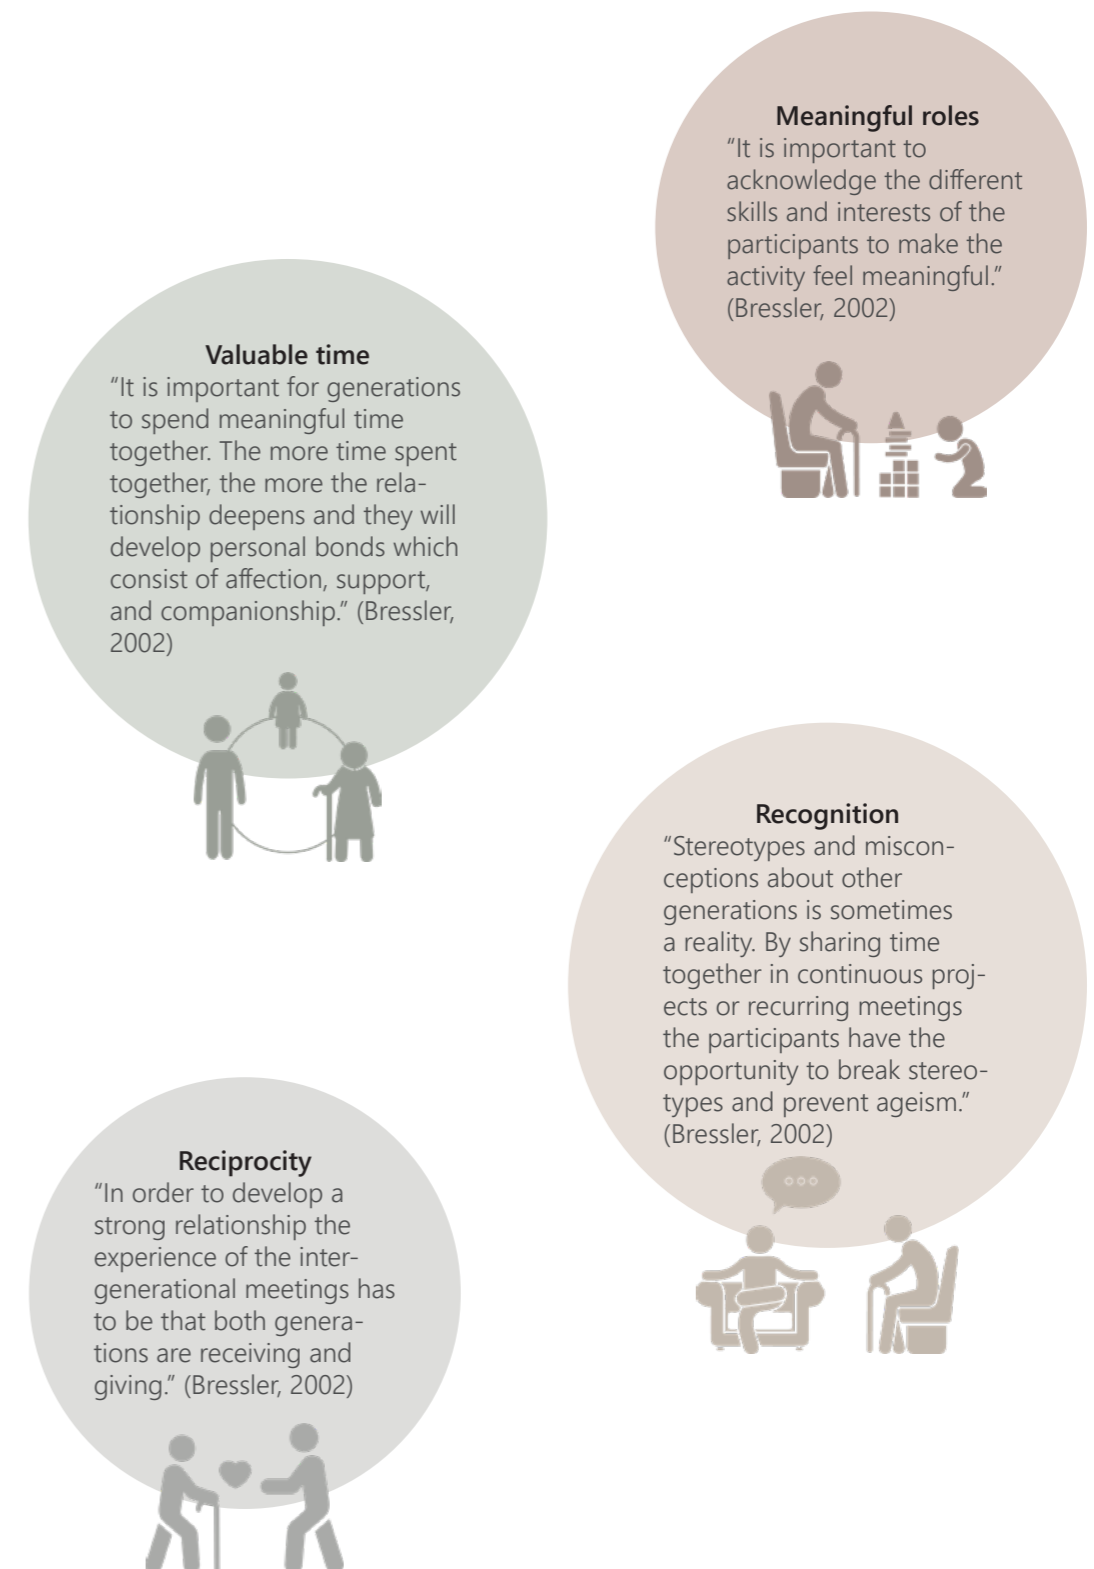 Meaningful roles
“It is important to
acknowledge the different
skills and interests of the
participants to make the
activity feel meaningful.”
(Bressler, 2002)
Valuable time
“It is important for generations
to spend meaningful time
together. The more time spent
together, the more the rela-
tionship deepens and they will
develop personal bonds which
consist of affection, support,
and companionship.” (Bressler,
2002)
Recognition
“Stereotypes and miscon-
ceptions about other
generations is sometimes
a reality. By sharing time
together in continuous proj-
ects or recurring meetings
the participants have the
opportunity to break stereo-
types and prevent ageism.”
(Bressler, 2002)
Reciprocity
“In order to develop a
strong relationship the
experience of the inter-
generational meetings has
to be that both genera-
tions are receiving and
giving.” (Bressler, 2002)